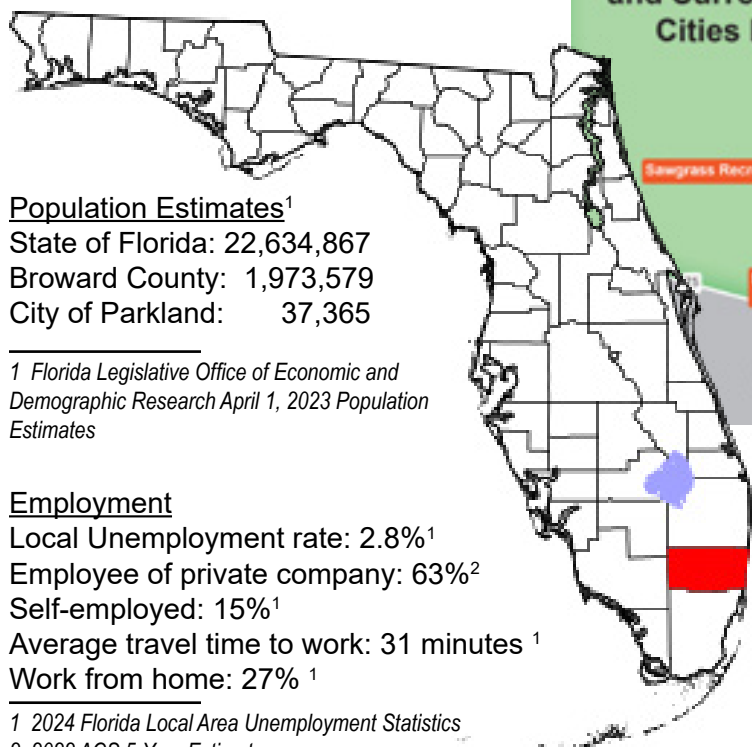 and Curre
Cities
Sawgrass Recr
Population Estimates¹
State of Florida: 22,634,867
Broward County: 1,973,579
City of Parkland: 37,365
1 Florida Legislative Office of Economic and
Demographic Research April 1, 2023 Population
Estimates
Employment
Local Unemployment rate: 2.8%¹
Employee of private company: 63%²
Self-employed: 15%¹
Average travel time to work: 31 minutes ¹
Work from home: 27% ¹
1 2024 Florida Local Area Unemployment Statistics